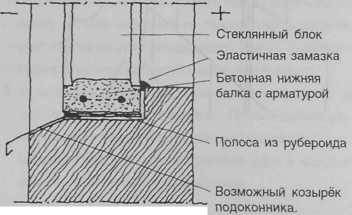 − +
Стеклянный блок
Эластичная замазка
Бетонная нижняя
балка с арматурой
Полоса из рубероида
Возможный козырёк
подоконника.